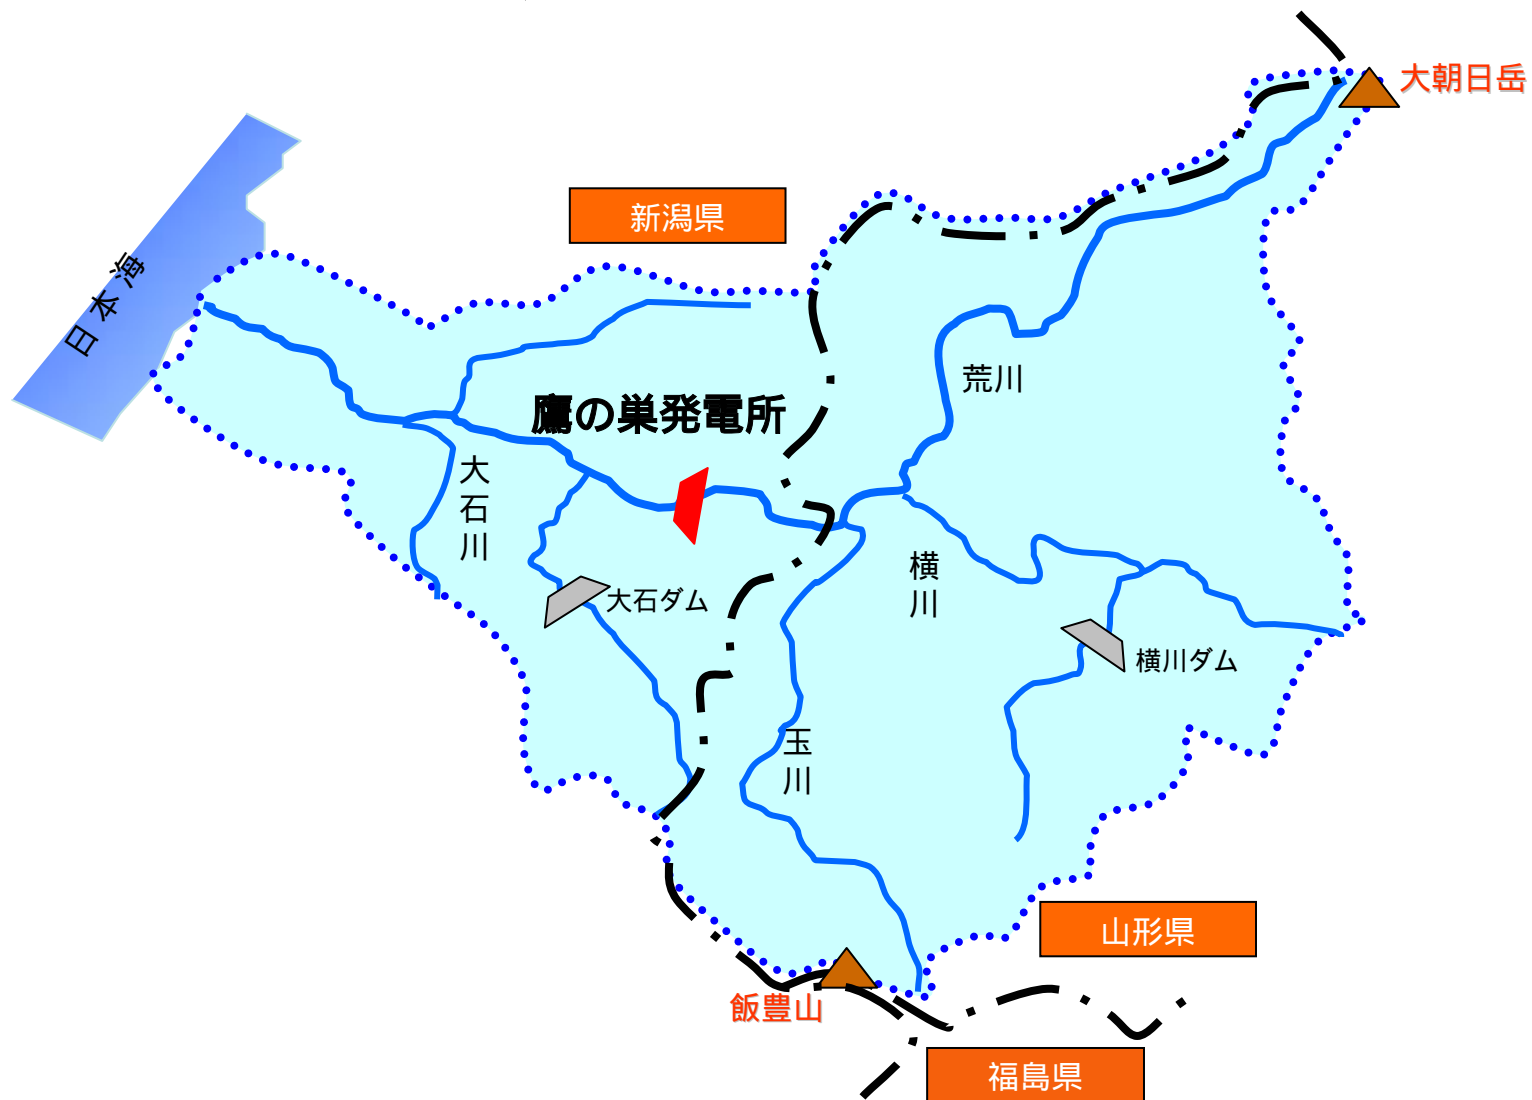 大朝日岳
新潟県
日本海
荒川
鷹の巣発電所
大石川
横川
大石ダム
横川ダム
玉川
山形県
飯豊山
福島県